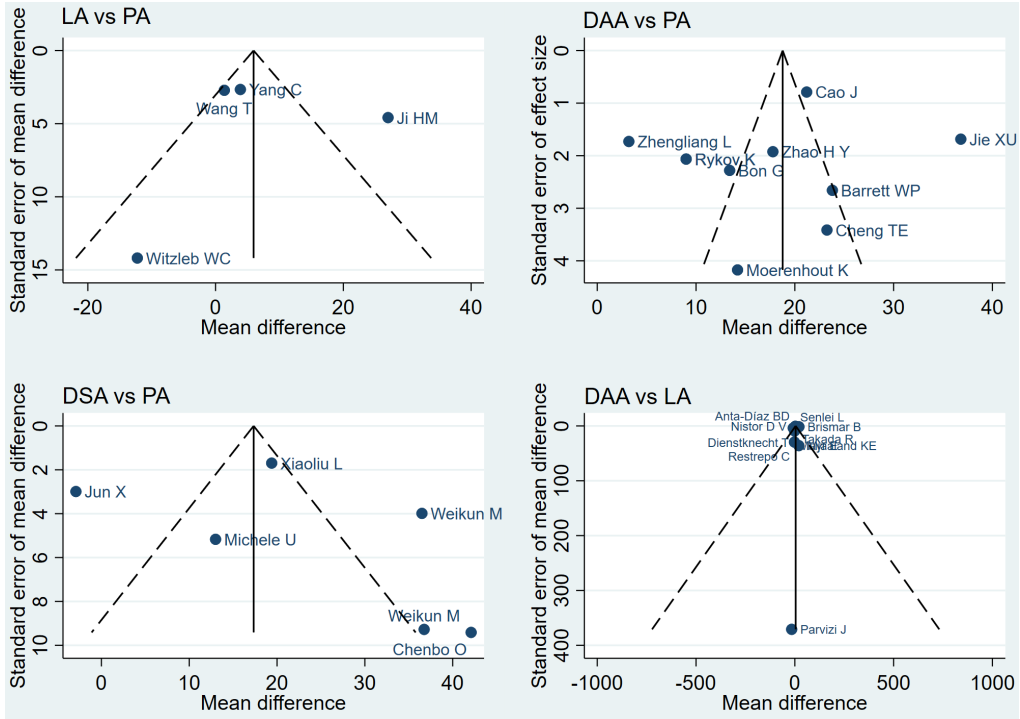 LA vs PA
Standard error of mean difference
0
5
10
15
Yang C
Wang T
Ji HM
Witzleb WC
-20
0
20
40
Mean difference
DAA vs PA
Standard error of effect size
0
1
2
3
4
Cao J
Zhengliang L
Jie XU
Zhao H Y
Rykov K
Bon G
Barrett WP
Cheng TE
Moerenhout K
0
10
20
30
40
Mean difference
DSA vs PA
Standard error of mean difference
0
2
4
6
8
10
Xiaoliu L
Jun X
Weikun M
Michele U
Weikun M
Chenbo O
0
10
20
30
40
Mean difference
DAA vs LA
Standard error of mean difference
0
100
200
300
400
Anta-Díaz BD
Senlei L
Nistor D V
Brismar B
Takada R
Dienstknecht T
KE
Restrepo C
Parvizi J
-1000
-500
0
500
1000
Mean difference